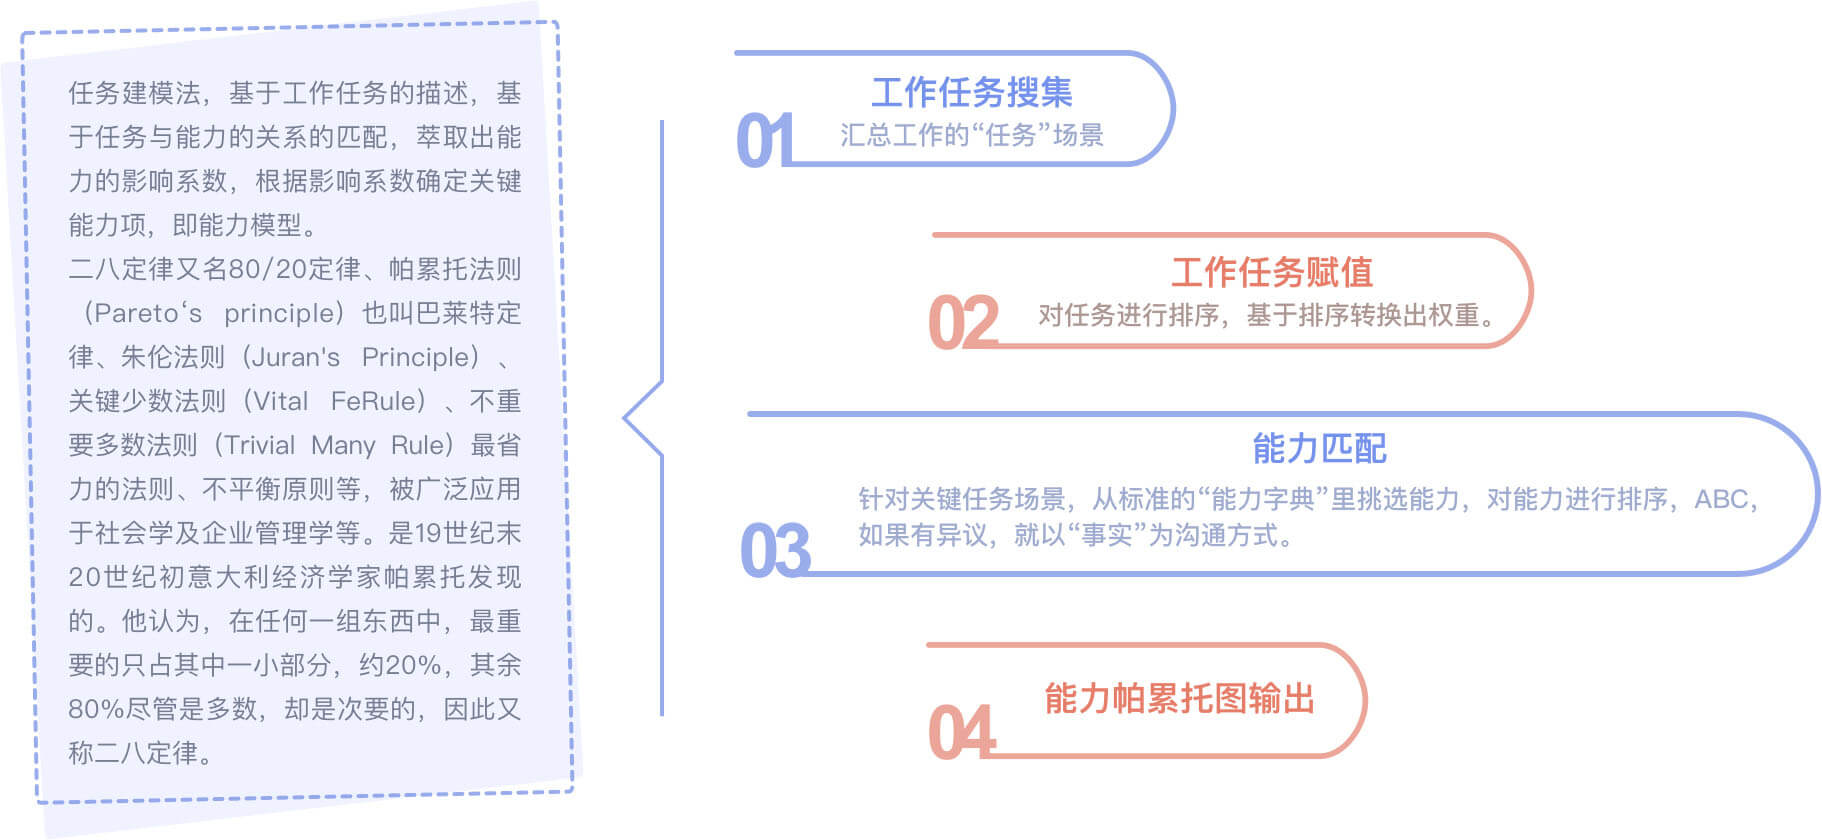 任务建模法，基于工作任务的描述，基
于任务与能力的关系的匹配，萃取出能
力的影响系数，根据影响系数确定关键
能力项，即能力模型。
二八定律又名80/20定律、帕累托法则
（Pareto‘s principle）也叫巴莱特定
律、朱伦法则（Juran's Principle）、
关键少数法则（Vital FeRule）、不重
要多数法则（Trivial Many Rule）最省
力的法则、不平衡原则等，被广泛应用
于社会学及企业管理学等。是19世纪末
20世纪初意大利经济学家帕累托发现
的。他认为，在任何一组东西中，最重
要的只占其中一小部分，约20%，其余
80%尽管是多数，却是次要的，因此又
称二八定律。
01
工作任务搜集
汇总工作的“任务”场景
02
工作任务赋值
对任务进行排序，基于排序转换出权重。
03
能力匹配
针对关键任务场景，从标准的“能力字典”里挑选能力，对能力进行排序，ABC，
如果有异议，就以“事实”为沟通方式。
04
能力帕累托图输出